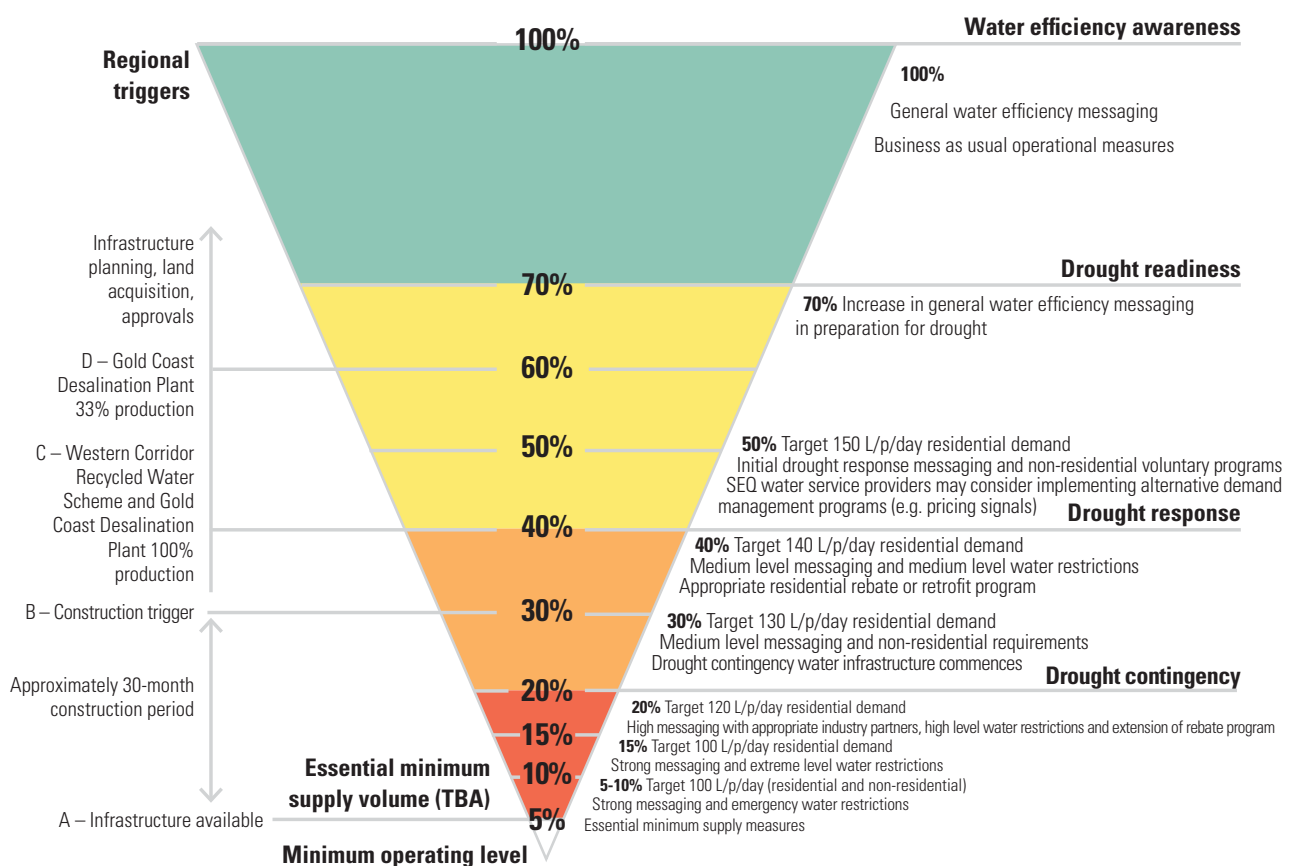 100%
Water efficiency awareness
Regional
triggers
100%
General water efficiency messaging
Business as usual operational measures
Infrastructure
planning, land
acquisition,
approvals
70%
Drought readiness
70% Increase in general water efficiency messaging
in preparation for drought
D – Gold Coast
Desalination Plant
33% production
60%
C – Western Corridor
Recycled Water
Scheme and Gold
Coast Desalination
Plant 100%
production
50%
50% Target 150 L/p/day residential demand
Initial drought response messaging and non-residential voluntary programs
SEQ water service providers may consider implementing alternative demand
management programs (e.g. pricing signals)
40%
Drought response
40% Target 140 L/p/day residential demand
Medium level messaging and medium level water restrictions
Appropriate residential rebate or retrofit program
B – Construction trigger
30%
30% Target 130 L/p/day residential demand
Medium level messaging and non-residential requirements
Drought contingency water infrastructure commences
Approximately 30-month
construction period
20%
Drought contingency
20% Target 120 L/p/day residential demand
High messaging with appropriate industry partners, high level water restrictions and extension of rebate program
15%
15% Target 100 L/p/day residential demand
Strong messaging and extreme level water restrictions
Essential minimum
supply volume (TBA)
10%
5-10% Target 100 L/p/day (residential and non-residential)
Strong messaging and emergency water restrictions
Essential minimum supply measures
A – Infrastructure available
5%
Minimum operating level